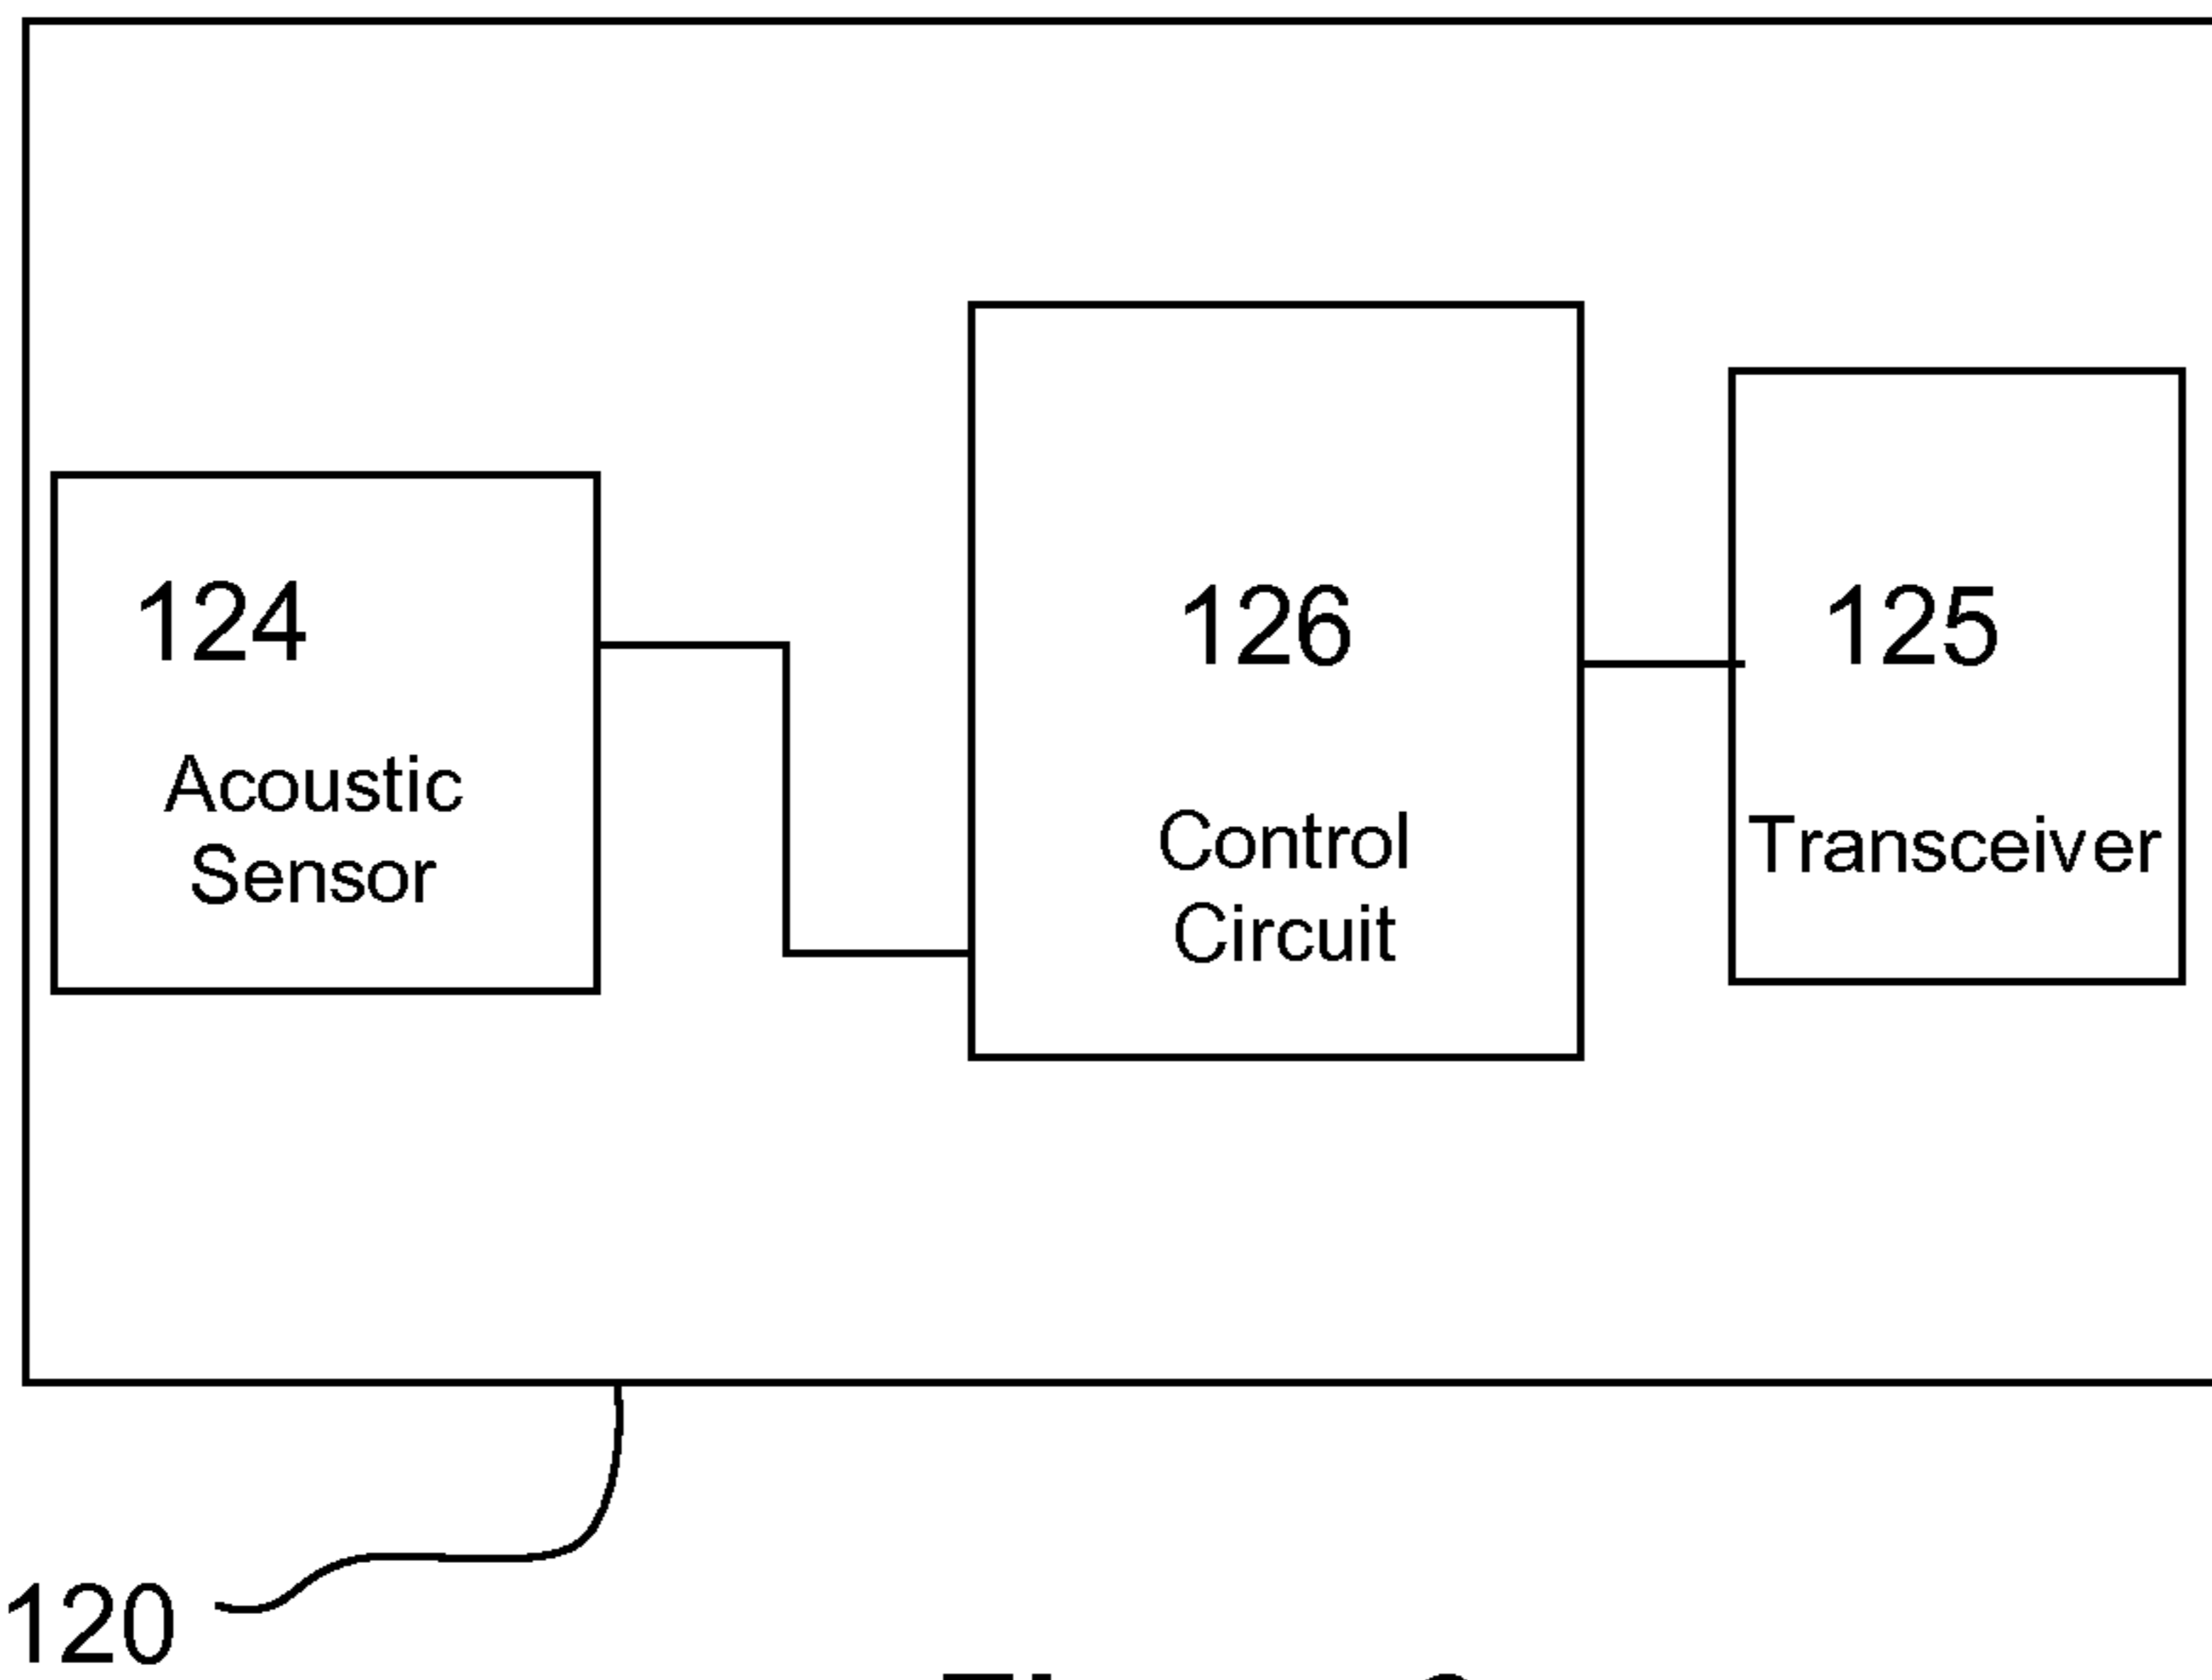 124
Acoustic
Sensor
126
Control
Circuit
125
Transceiver
120